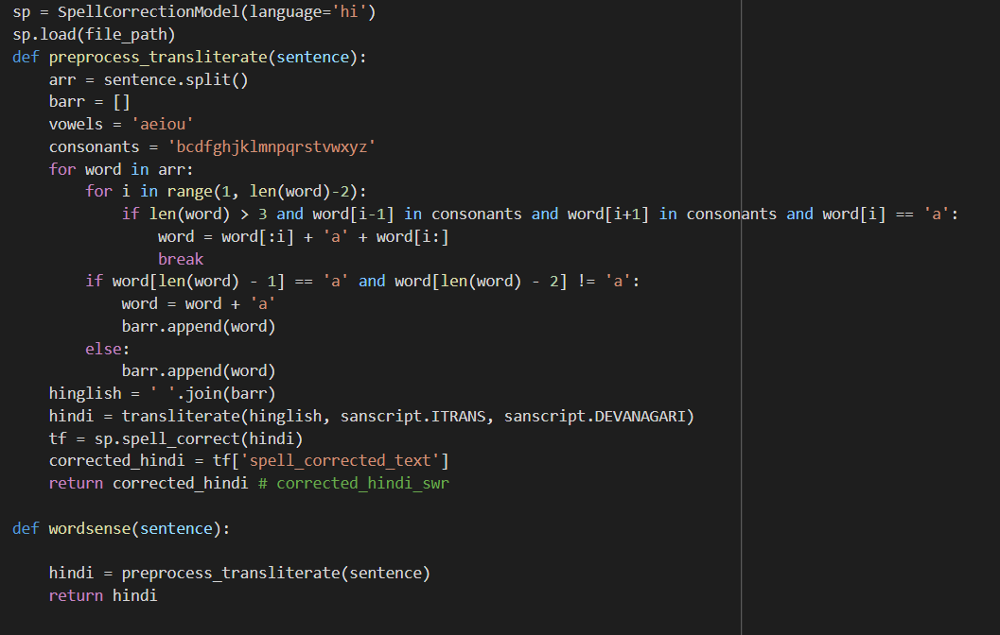 sp = SpellCorrectionModel(language='hi')
sp.load(file_path)
def preprocess_transliterate(sentence):
    arr = sentence.split()
    barr = []
    vowels = 'aeiou'
    consonants = 'bcdfghjklmnpqrstvwxyz'
    for word in arr:
        for i in range(1, len(word)-2):
            if len(word) > 3 and word[i-1] in consonants and word[i+1] in consonants and word[i] == 'a':
                word = word[:i] + 'a' + word[i:]
                break
        if word[len(word) - 1] == 'a' and word[len(word) - 2] != 'a':
            word = word + 'a'
            barr.append(word)
        else:
            barr.append(word)
    hinglish = ' '.join(barr)
    hindi = transliterate(hinglish, sanscript.ITRANS, sanscript.DEVANAGARI)
    tf = sp.spell_correct(hindi)
    corrected_hindi = tf['spell_corrected_text']
    return corrected_hindi # corrected_hindi_swr
def wordsense(sentence):
    hindi = preprocess_transliterate(sentence)
    return hindi